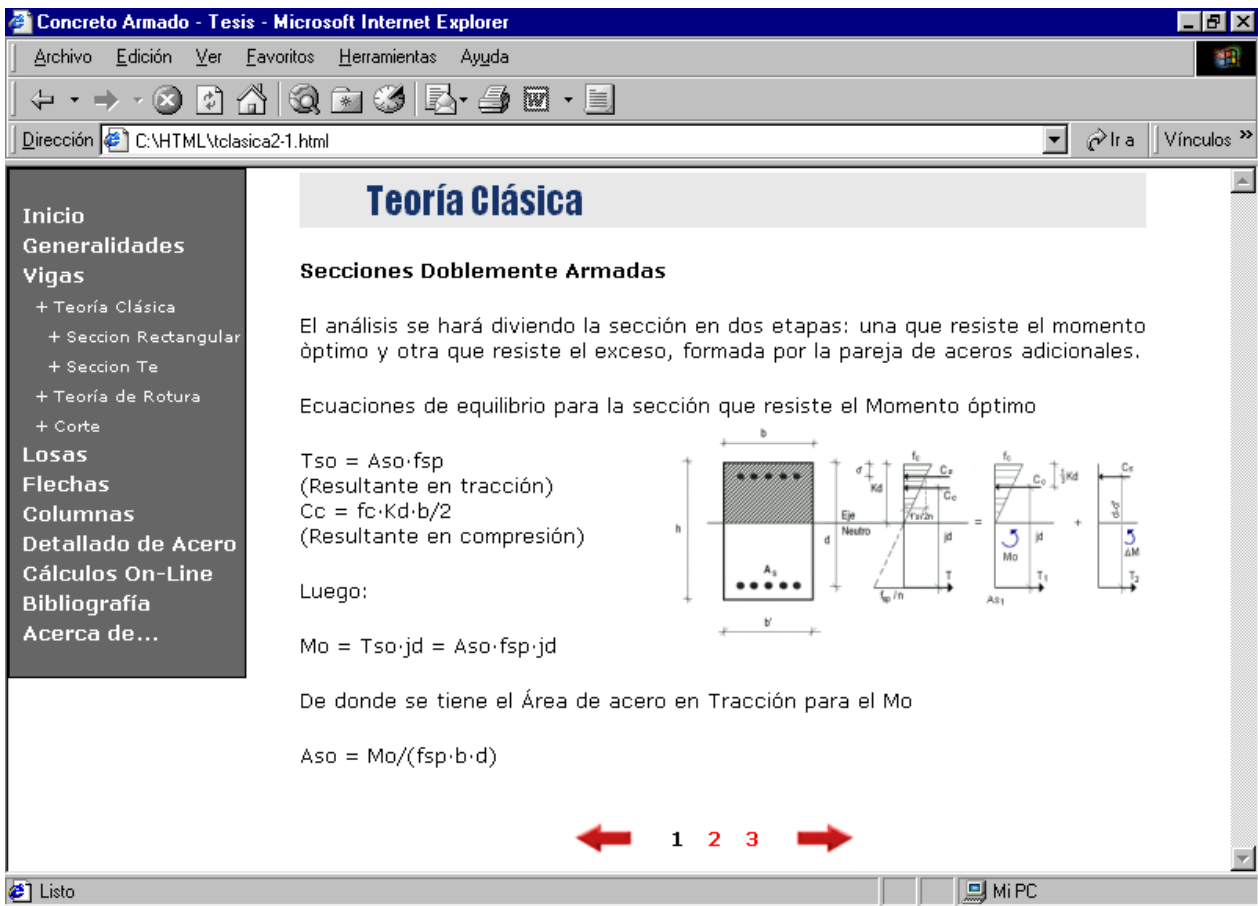 Concreto Armado - Tesis - Microsoft Internet Explorer
Archivo Edición Ver Favoritos Herramientas Ayuda
Dirección C:\HTML\tclasica2-1.html Ir a Vínculos »
Inicio
Generalidades
Vigas
+ Teoría Clásica
+ Seccion Rectangular
+ Seccion Te
+ Teoría de Rotura
+ Corte
Losas
Flechas
Columnas
Detallado de Acero
Cálculos On-Line
Bibliografía
Acerca de...
Teoría Clásica
Secciones Doblemente Armadas
El análisis se hará diviendo la sección en dos etapas: una que resiste el momento
òptimo y otra que resiste el exceso, formada por la pareja de aceros adicionales.
Ecuaciones de equilibrio para la sección que resiste el Momento óptimo
Tso = Aso·fsp
(Resultante en tracción)
Cc = fc·Kd·b/2
(Resultante en compresión)
Luego:
Mo = Tso·jd = Aso·fsp·jd
De donde se tiene el Área de acero en Tracción para el Mo
Aso = Mo/(fsp·b·d)
b
h
As
b'
d
Kd
Eje
Neutro
fc
Cs
Cc
f's/2n
jd
T
fsp/n
=
fc
Cc
½Kd
Mo
jd
T1
As1
+
Cs
d-d'
ΔM
T2
1 2 3
Listo
Mi PC